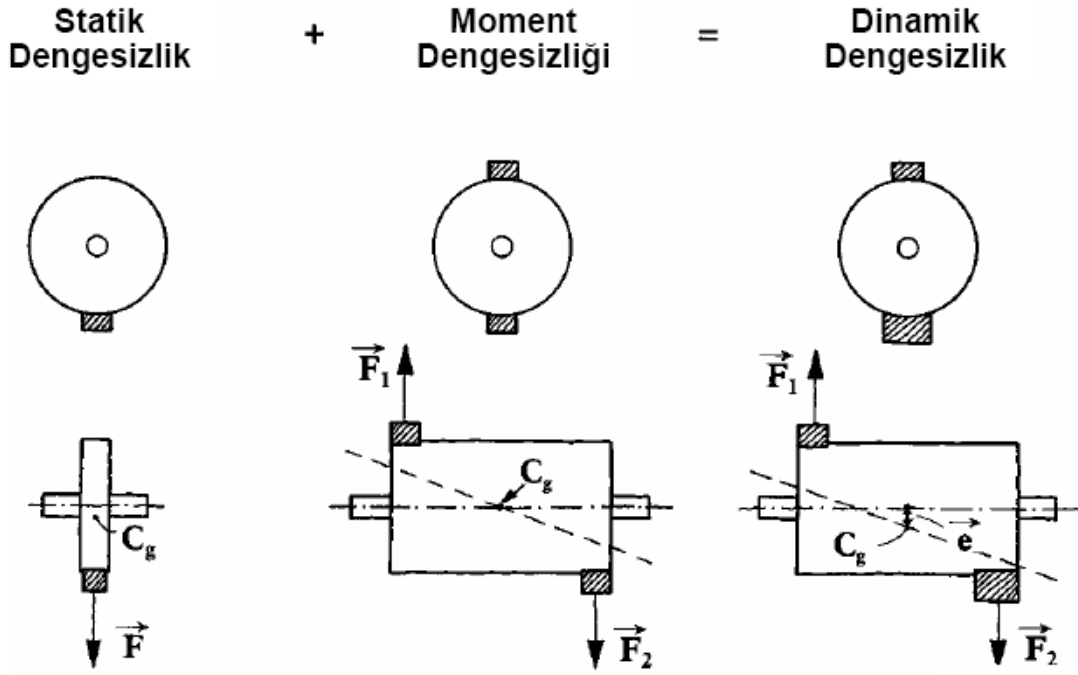 Statik
Dengesizlik
+
Moment
Dengesizliği
=
Dinamik
Dengesizlik
F₁
F₁
Cg
Cg
Cg
e
F
F₂
F₂